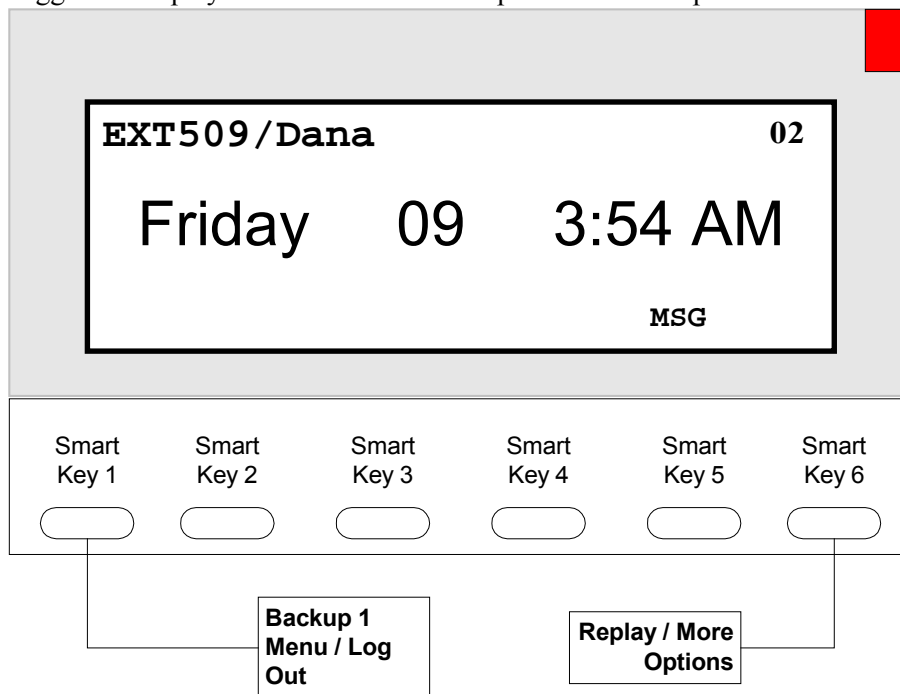 EXT509/Dana 02
Friday 09 3:54 AM
MSG
Smart Key 1 Smart Key 2 Smart Key 3 Smart Key 4 Smart Key 5 Smart Key 6
Backup 1
Menu / Log
Out
Replay / More
Options